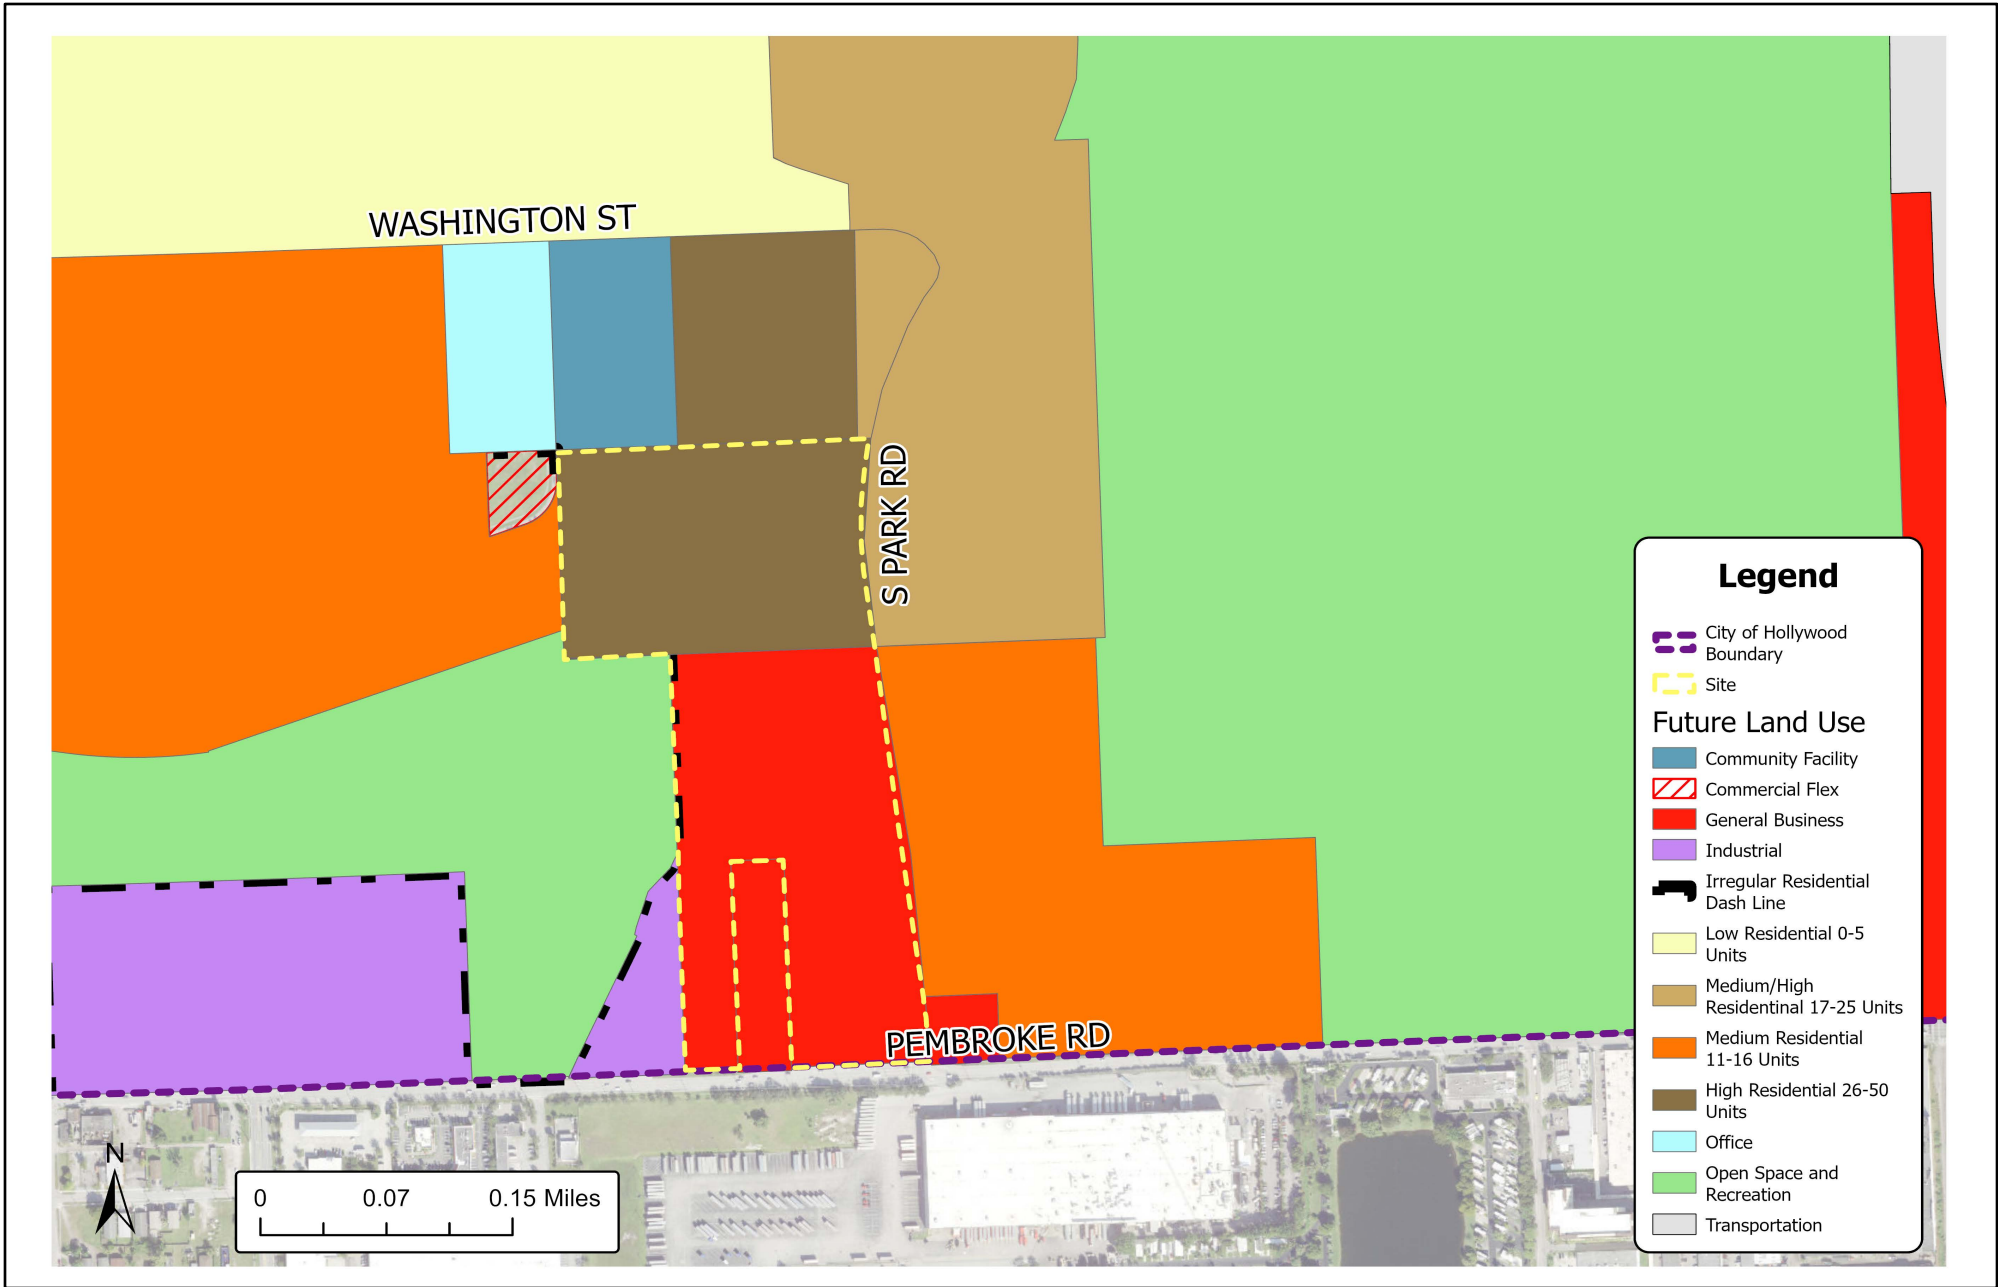 WASHINGTON ST
S PARK RD
PEMBROKE RD
N
0 0.07 0.15 Miles
Legend
City of Hollywood
Boundary
Site
Future Land Use
Community Facility
Commercial Flex
General Business
Industrial
Irregular Residential
Dash Line
Low Residential 0-5
Units
Medium/High
Residentinal 17-25 Units
Medium Residential
11-16 Units
High Residential 26-50
Units
Office
Open Space and
Recreation
Transportation